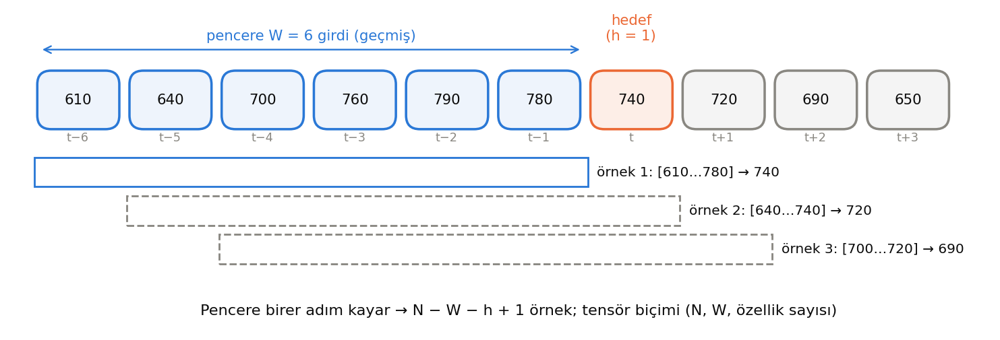 hedef
(h = 1)
pencere W = 6 girdi (geçmiş)
610 640 700 760 790 780 740 720 690 650
t−6 t−5 t−4 t−3 t−2 t−1 t t+1 t+2 t+3
örnek 1: [610…780] → 740
örnek 2: [640…740] → 720
örnek 3: [700…720] → 690
Pencere birer adım kayar → N − W − h + 1 örnek; tensör biçimi (N, W, özellik sayısı)